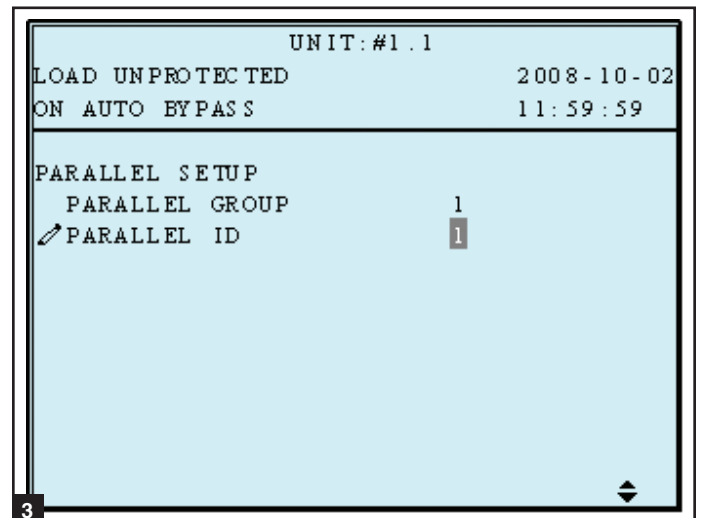 UNIT:#1.1
LOAD UNPROTECTED 2008-10-02
ON AUTO BYPASS 11:59:59
PARALLEL SETUP
PARALLEL GROUP 1
PARALLEL ID 1
3